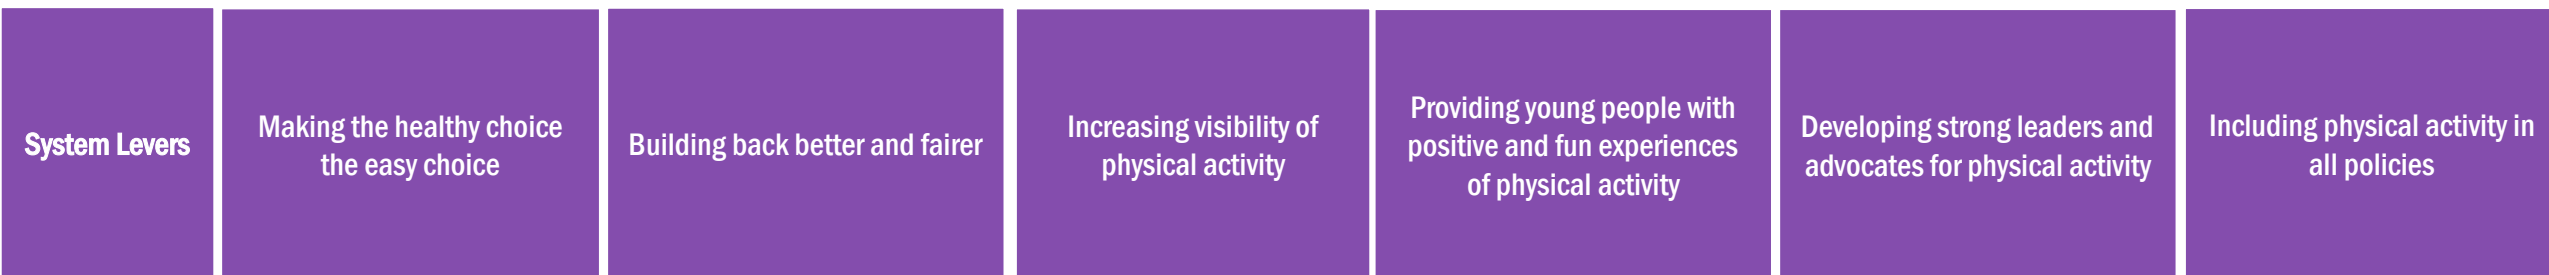 System Levers
Making the healthy choice
the easy choice
Building back better and fairer
Increasing visibility of
physical activity
Providing young people with
positive and fun experiences
of physical activity
Developing strong leaders and
advocates for physical activity
Including physical activity in
all policies